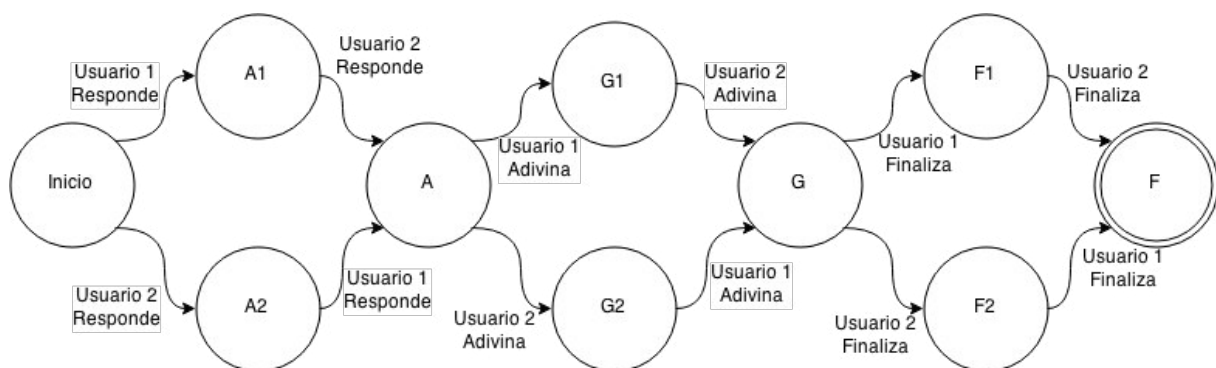 Usuario 1
Responde
A1
Usuario 2
Responde
G1
Usuario 2
Adivina
F1
Usuario 2
Finaliza
Inicio
A
Usuario 1
Adivina
G
Usuario 1
Finaliza
F
Usuario 2
Responde
A2
Usuario 1
Responde
Usuario 2
Adivina
G2
Usuario 1
Adivina
Usuario 2
Finaliza
F2
Usuario 1
Finaliza